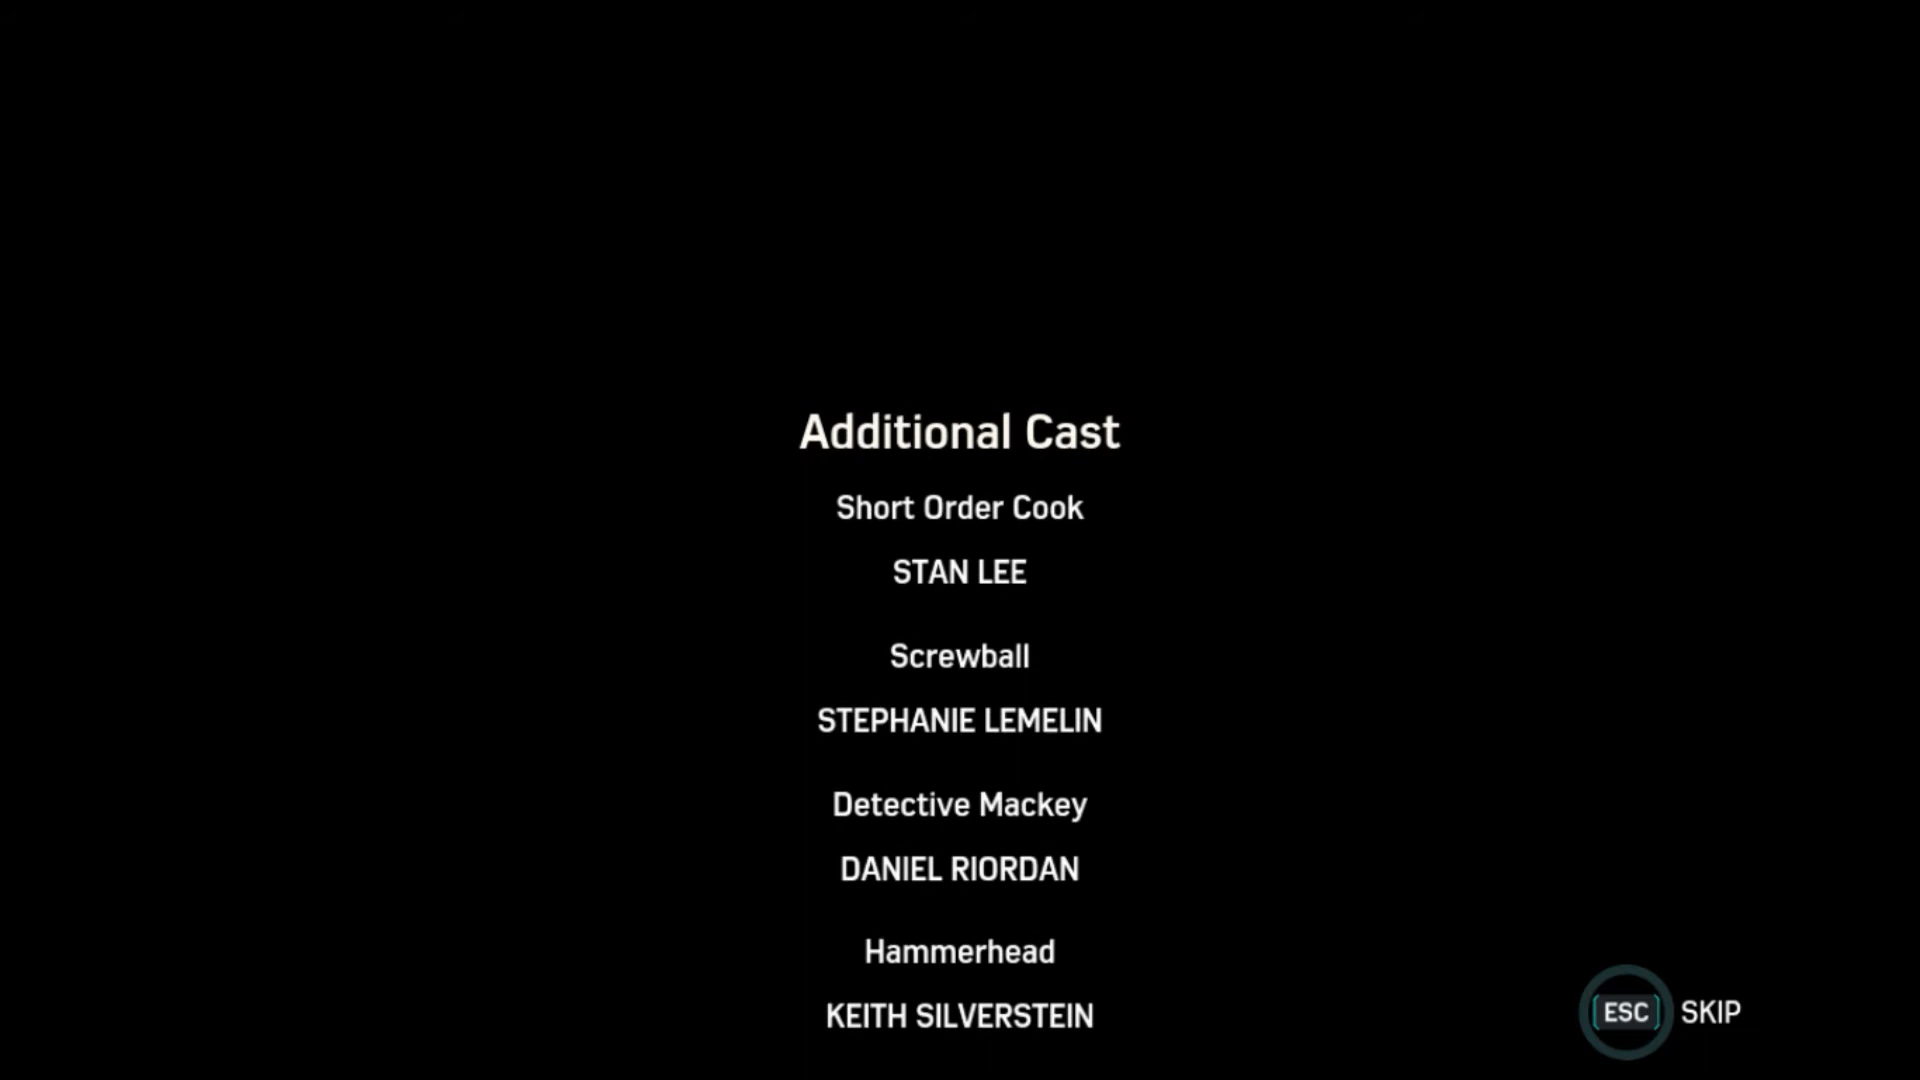 Additional Cast
Short Order Cook
STAN LEE
Screwball
STEPHANIE LEMELIN
Detective Mackey
DANIEL RIORDAN
Hammerhead
KEITH SILVERSTEIN
ESC SKIP